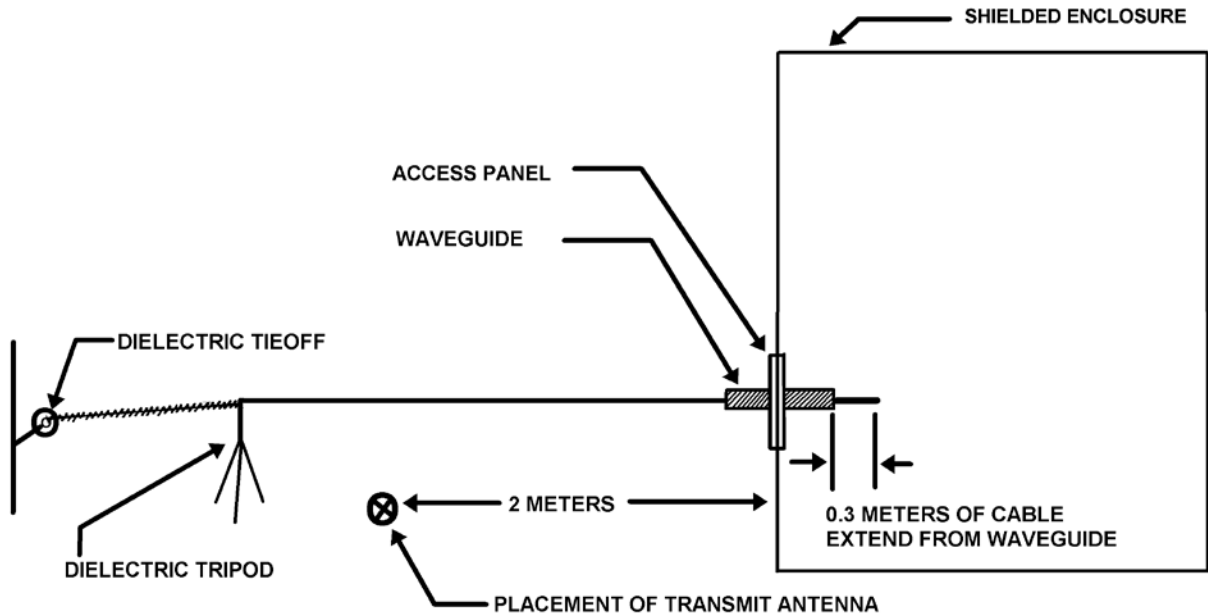 SHIELDED ENCLOSURE
ACCESS PANEL
WAVEGUIDE
DIELECTRIC TIEOFF
2 METERS
0.3 METERS OF CABLE
EXTEND FROM WAVEGUIDE
DIELECTRIC TRIPOD
PLACEMENT OF TRANSMIT ANTENNA